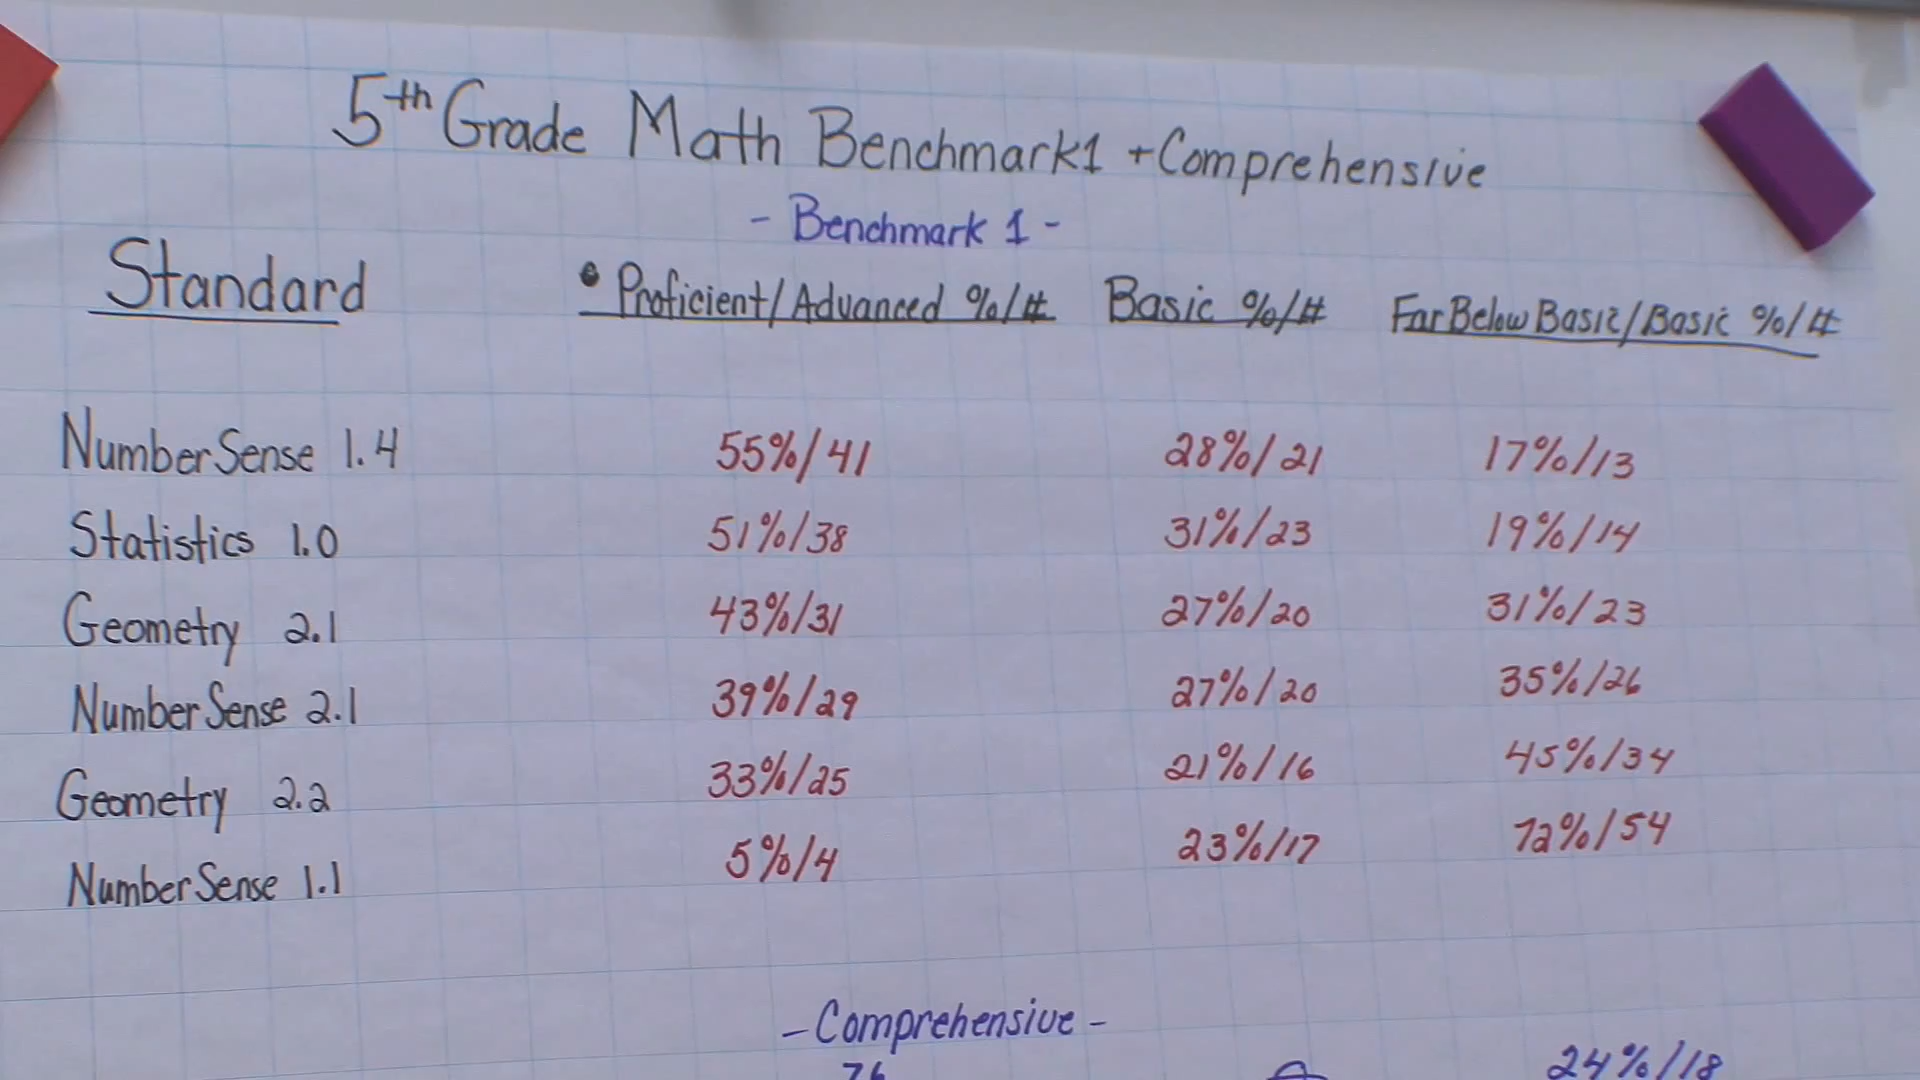 5th Grade Math Benchmark1 + Comprehensive
- Benchmark 1 -
Standard • Proficient/Advanced %/# Basic %/# Far Below Basic/Basic %/#
Number Sense 1.4 55%/41 28%/21 17%/13
Statistics 1.0 51%/38 31%/23 19%/14
Geometry 2.1 43%/31 27%/20 31%/23
Number Sense 2.1 39%/29 27%/20 35%/26
Geometry 2.2 33%/25 21%/16 45%/34
Number Sense 1.1 5%/4 23%/17 72%/54
- Comprehensive -
24%/18